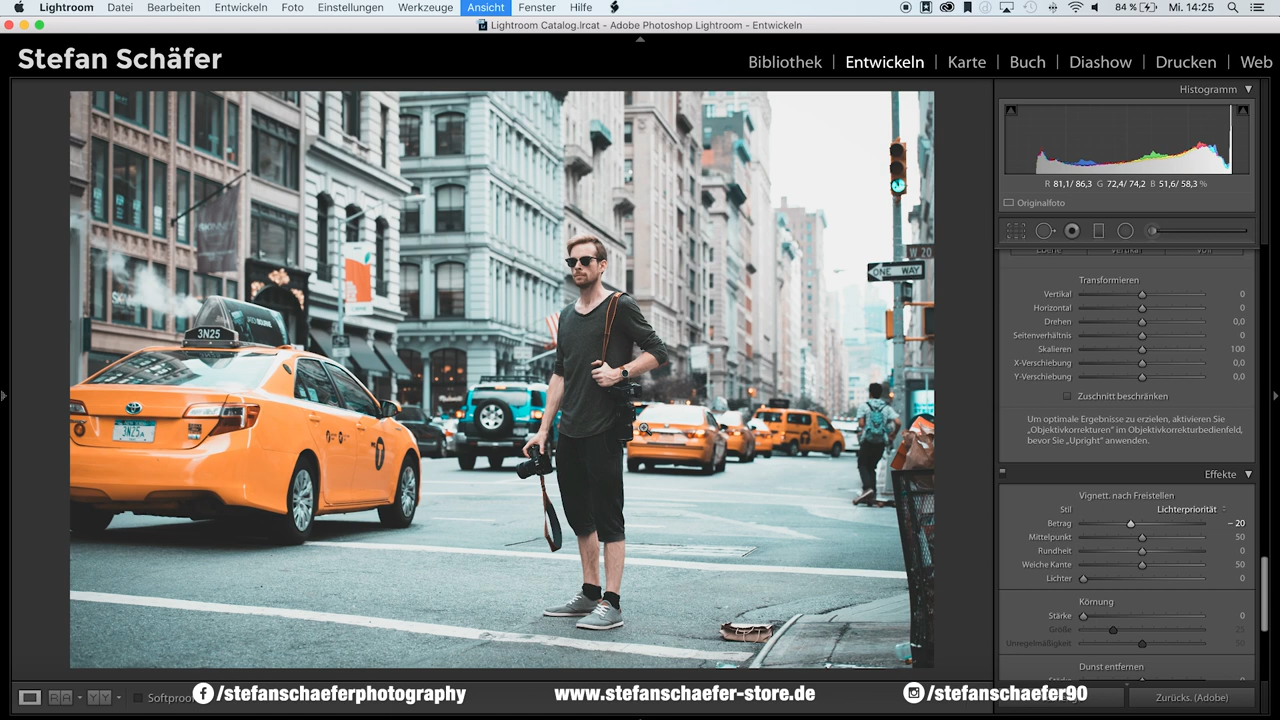 Lightroom Datei Bearbeiten Entwickeln Foto Einstellungen Werkzeuge Ansicht Fenster Hilfe 84 % Mi. 14:25
Lightroom Catalog.lrcat - Adobe Photoshop Lightroom - Entwickeln
Stefan Schäfer
Bibliothek | Entwickeln | Karte | Buch | Diashow | Drucken | Web
Histogramm
R 81,1/ 86,3 G 72,4/ 74,2 B 51,6/ 58,3 %
Originalfoto
Ebene Vertikal Voll
Transformieren
Vertikal 0
Horizontal 0
Drehen 0,0
Seitenverhältnis 0
Skalieren 100
X-Verschiebung 0,0
Y-Verschiebung 0,0
Zuschnitt beschränken
Um optimale Ergebnisse zu erzielen, aktivieren Sie
„Objektivkorrekturen" im Objektivkorrekturbedienfeld,
bevor Sie „Upright" anwenden.
Effekte
Vignett. nach Freistellen
Stil Lichterpriorität
Betrag – 20
Mittelpunkt 50
Rundheit 0
Weiche Kante 50
Lichter 0
Körnung
Stärke 0
Größe 25
Unregelmäßigkeit 50
Dunst entfernen
Zurücks. (Adobe)
Softproo
/stefanschaeferphotography
www.stefanschaefer-store.de
/stefanschaefer90
3N25
3N25A
W 20
ONE WAY
SKINN